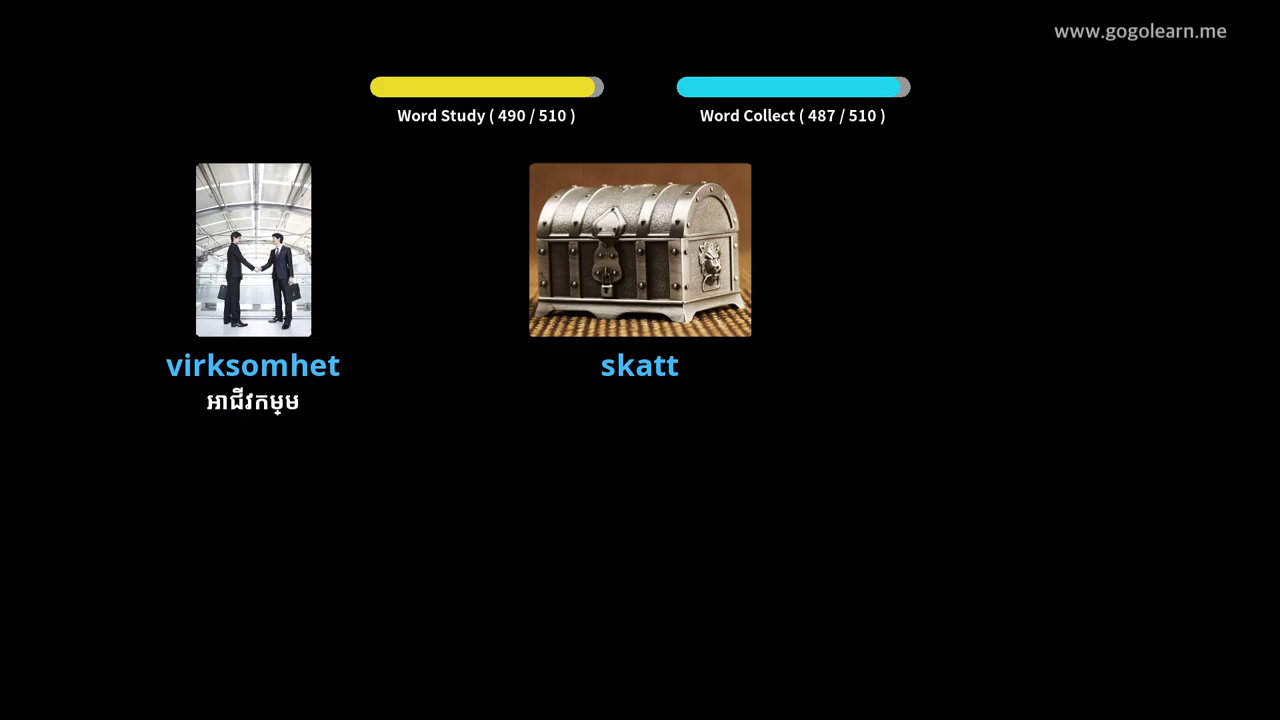 www.gogolearn.me
Word Study ( 490 / 510 )
Word Collect ( 487 / 510 )
virksomhet
skatt
អាជីវកម្ម